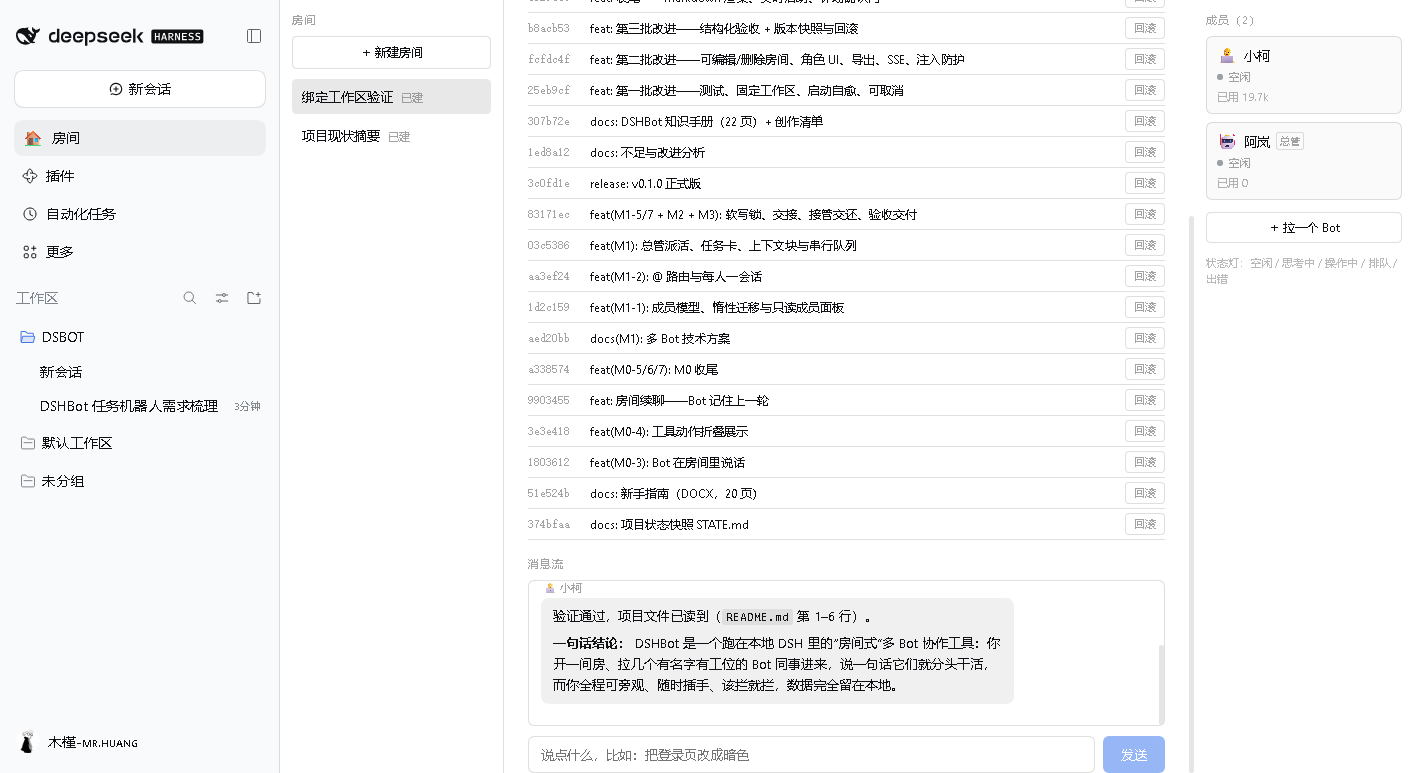 deepseek HARNESS
新会话
房间
插件
自动化任务
更多
工作区
DSBOT
新会话
DSHBot 任务机器人需求梳理 3分钟
默认工作区
未分组
木槿-MR.HUANG
房间
+ 新建房间
绑定工作区验证 已建
项目现状摘要 已建
b8acb53 feat: 第三批改进——结构化验收 + 版本快照与回滚 回滚
fcfdc4f feat: 第二批改进——可编辑/删除房间、角色 UI、导出、SSE、注入防护 回滚
25eb9cf feat: 第一批改进——测试、固定工作区、启动自愈、可取消 回滚
307b72e docs: DSHBot 知识手册（22 页）+ 创作清单 回滚
1ed8a12 docs: 不足与改进分析 回滚
3c0fd1e release: v0.1.0 正式版 回滚
83171ec feat(M1-5/7 + M2 + M3): 软写锁、交接、接管交还、验收交付 回滚
03c5386 feat(M1): 总管派活、任务卡、上下文块与串行队列 回滚
aa3ef24 feat(M1-2): @ 路由与每人一会话 回滚
1d2c159 feat(M1-1): 成员模型、惰性迁移与只读成员面板 回滚
aed20bb docs(M1): 多 Bot 技术方案 回滚
a338574 feat(M0-5/6/7): M0 收尾 回滚
9903455 feat: 房间续聊——Bot 记住上一轮 回滚
3e3e418 feat(M0-4): 工具动作折叠展示 回滚
1803612 feat(M0-3): Bot 在房间里说话 回滚
51e524b docs: 新手指南（DOCX，20 页） 回滚
374bfaa docs: 项目状态快照 STATE.md 回滚
消息流
小柯
验证通过，项目文件已读到（README.md 第 1–6 行）。
一句话结论： DSHBot 是一个跑在本地 DSH 里的"房间式"多 Bot 协作工具：你
开一间房、拉几个有名字有工位的 Bot 同事进来，说一句话它们就分头干活，
而你全程可旁观、随时插手、该拦就拦，数据完全留在本地。
说点什么，比如：把登录页改成暗色
发送
成员（2）
小柯
空闲
已用 19.7k
阿岚 总管
空闲
已用 0
+ 拉一个 Bot
状态灯：空闲 / 思考中 / 操作中 / 排队 /
出错